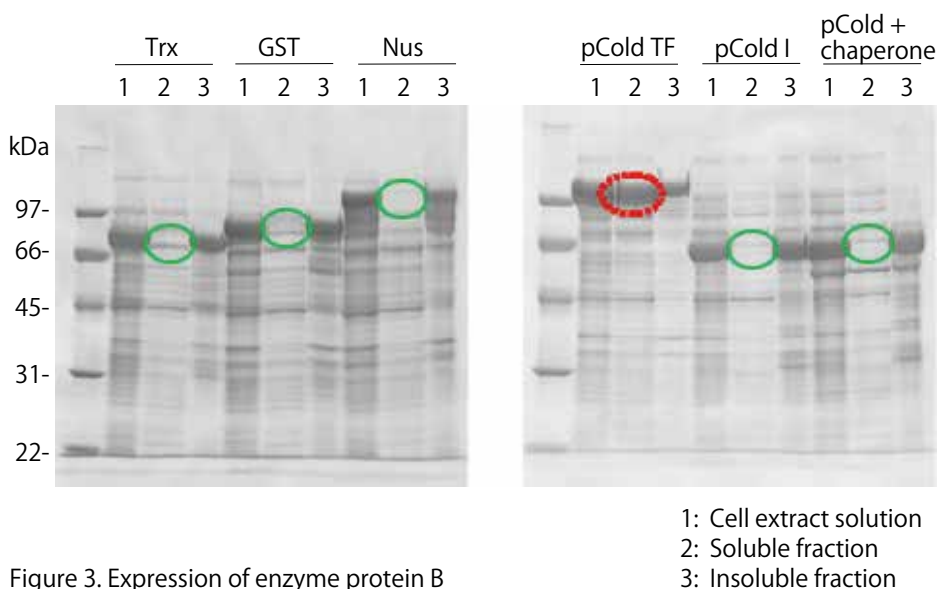 Trx GST Nus
1 2 3 1 2 3 1 2 3
kDa
97-
66-
45-
31-
22-
pCold TF pCold I pCold +
chaperone
1 2 3 1 2 3 1 2 3
1: Cell extract solution
2: Soluble fraction
3: Insoluble fraction
Figure 3. Expression of enzyme protein B